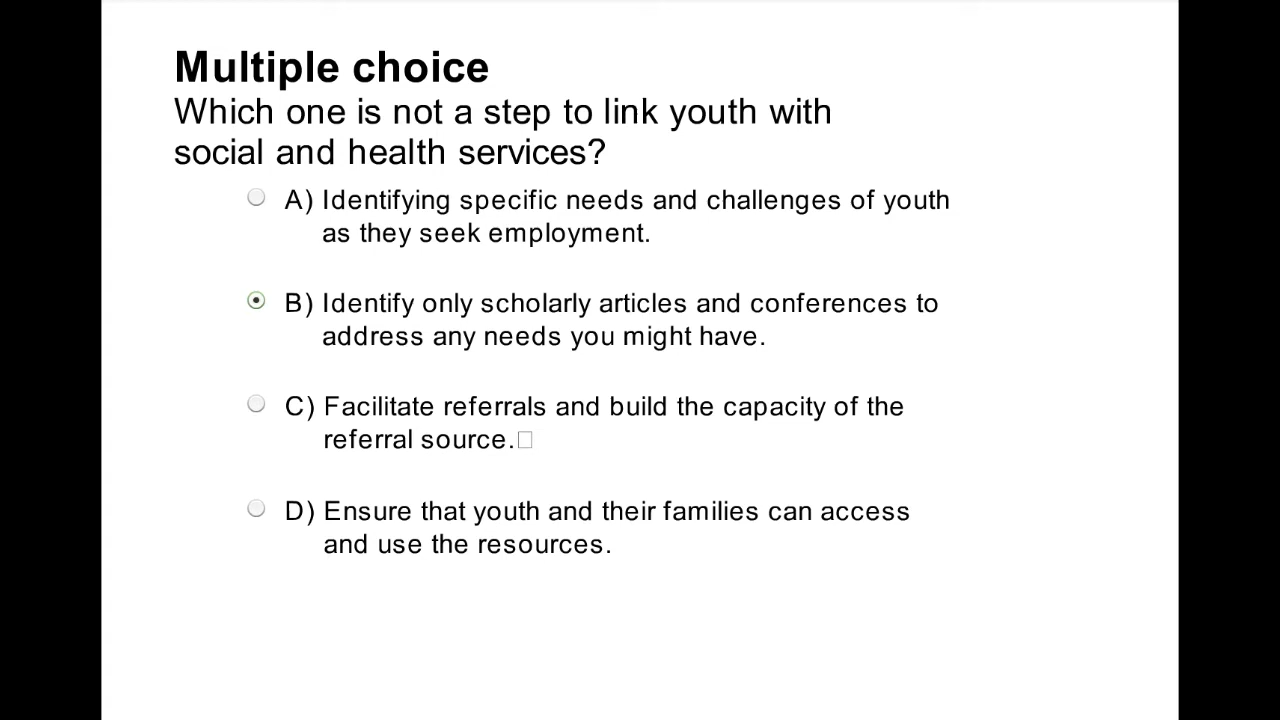 Multiple choice
Which one is not a step to link youth with
social and health services?
A) Identifying specific needs and challenges of youth
as they seek employment.
B) Identify only scholarly articles and conferences to
address any needs you might have.
C) Facilitate referrals and build the capacity of the
referral source.
D) Ensure that youth and their families can access
and use the resources.